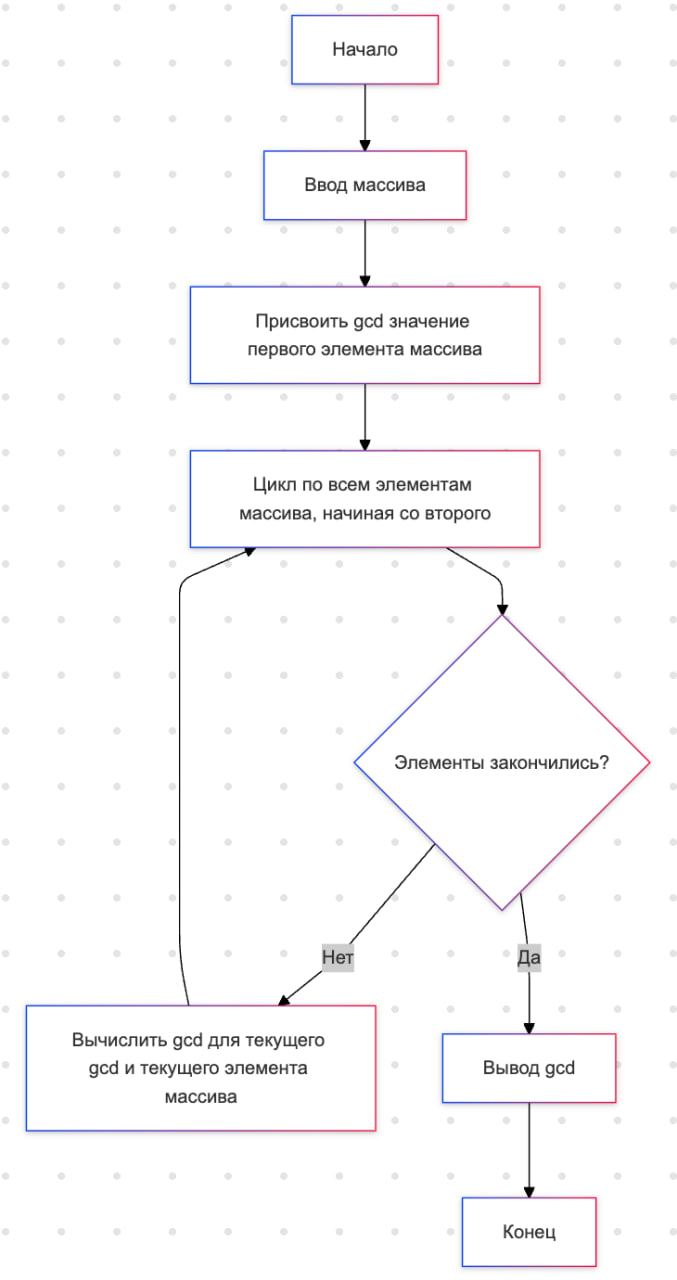 Начало
Ввод массива
Присвоить gcd значение
первого элемента массива
Цикл по всем элементам
массива, начиная со второго
Элементы закончились?
Нет
Да
Вычислить gcd для текущего
gcd и текущего элемента
массива
Вывод gcd
Конец